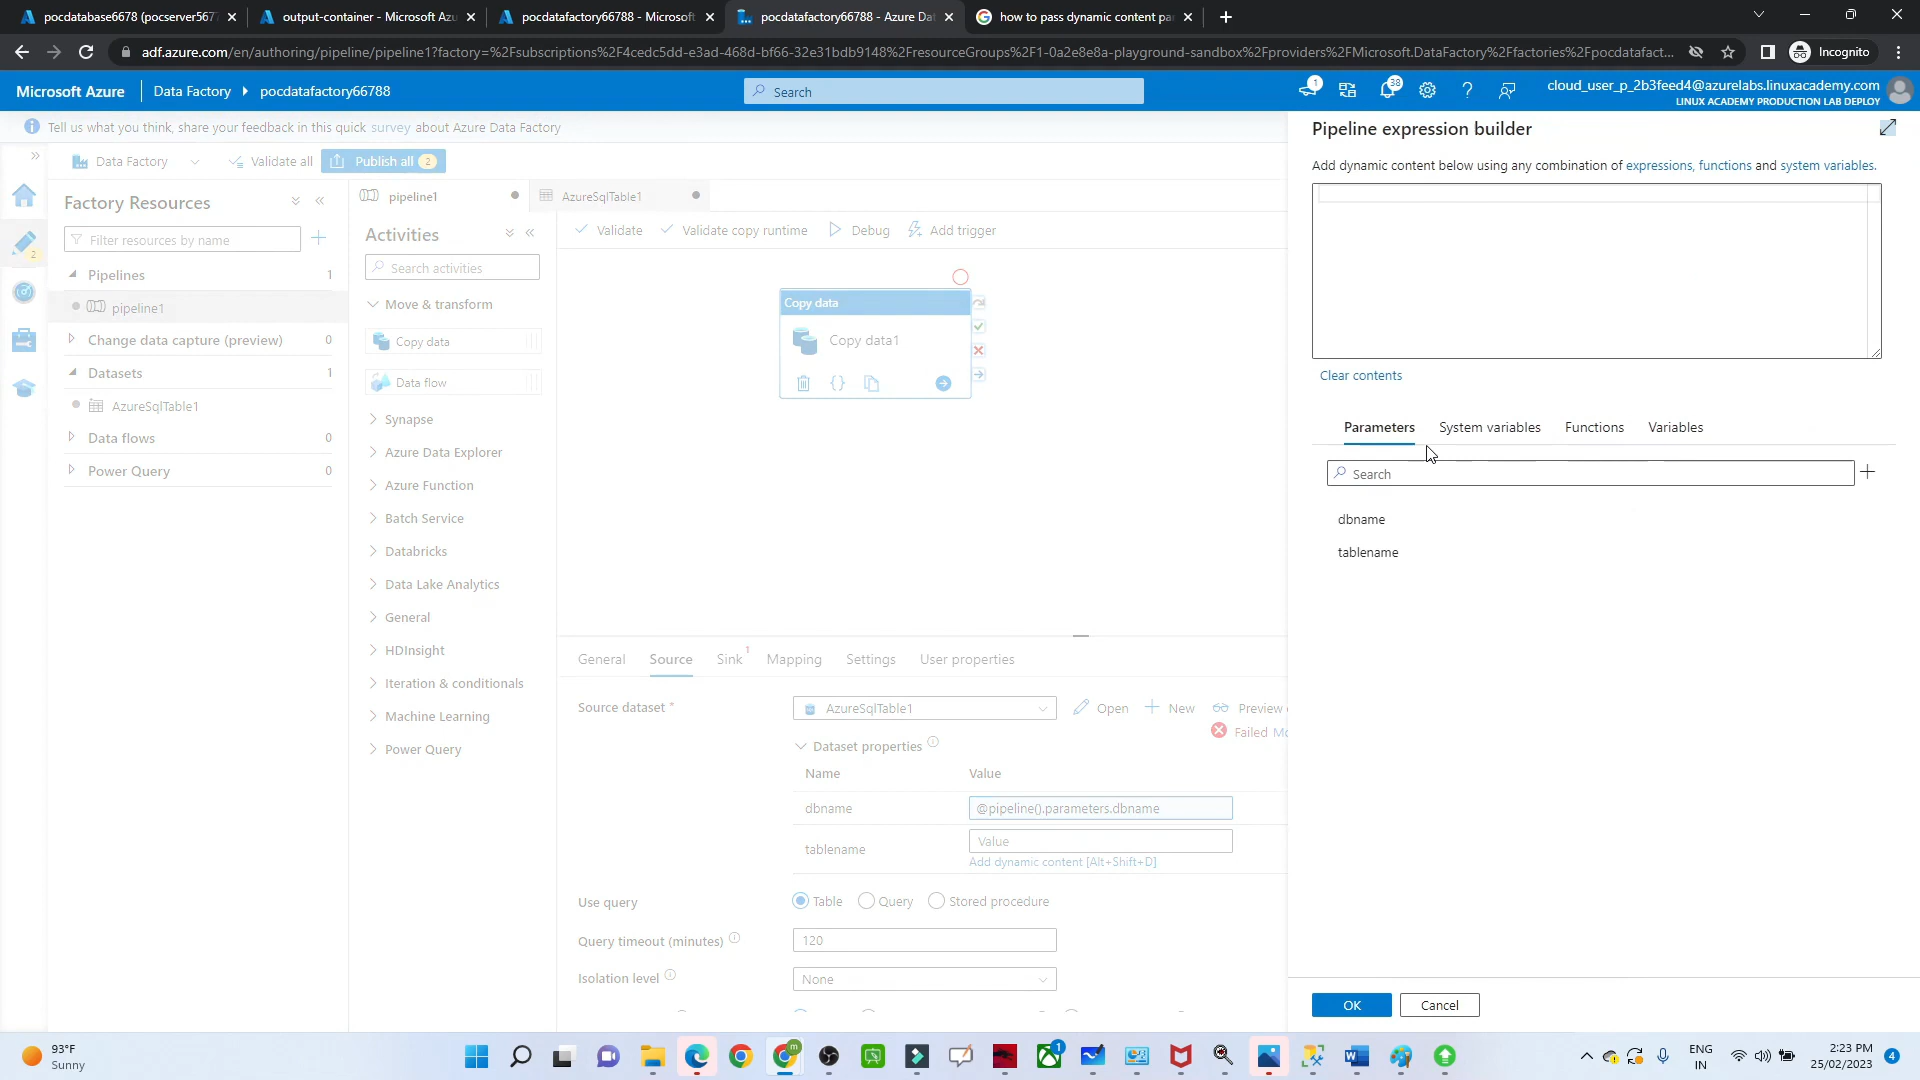 pocdatabase6678 (pocserver567
output-container - Microsoft Azu
pocdatafactory66788 - Microsoft
pocdatafactory66788 - Azure Dat
how to pass dynamic content pa
adf.azure.com/en/authoring/pipeline/pipeline1?factory=%2Fsubscriptions%2F4cedc5dd-e3ad-468d-bf66-32e31bdb9148%2FresourceGroups%2F1-0a2e8e8a-playground-sandbox%2Fproviders%2FMicrosoft.DataFactory%2Ffactories%2Fpocdatafact...
Incognito
Microsoft Azure
Data Factory
pocdatafactory66788
Search
1
38
cloud_user_p_2b3feed4@azurelabs.linuxacademy.com
LINUX ACADEMY PRODUCTION LAB DEPLOY
Tell us what you think, share your feedback in this quick survey about Azure Data Factory
Data Factory
Validate all
Publish all 2
Factory Resources
Filter resources by name
2
Pipelines 1
pipeline1
Change data capture (preview) 0
Datasets 1
AzureSqlTable1
Data flows 0
Power Query 0
pipeline1
AzureSqlTable1
Activities
Search activities
Move & transform
Copy data
Data flow
Synapse
Azure Data Explorer
Azure Function
Batch Service
Databricks
Data Lake Analytics
General
HDInsight
Iteration & conditionals
Machine Learning
Power Query
Validate
Validate copy runtime
Debug
Add trigger
Copy data
Copy data1
General
Source
Sink 1
Mapping
Settings
User properties
Source dataset *
AzureSqlTable1
Open
New
Preview
Failed Mo
Dataset properties
Name Value
dbname @pipeline().parameters.dbname
tablename Value
Add dynamic content [Alt+Shift+D]
Use query
Table
Query
Stored procedure
Query timeout (minutes)
120
Isolation level
None
Pipeline expression builder
Add dynamic content below using any combination of expressions, functions and system variables.
Clear contents
Parameters
System variables
Functions
Variables
Search
dbname
tablename
OK
Cancel
93°F
Sunny
1
ENG
IN
2:23 PM
25/02/2023
4